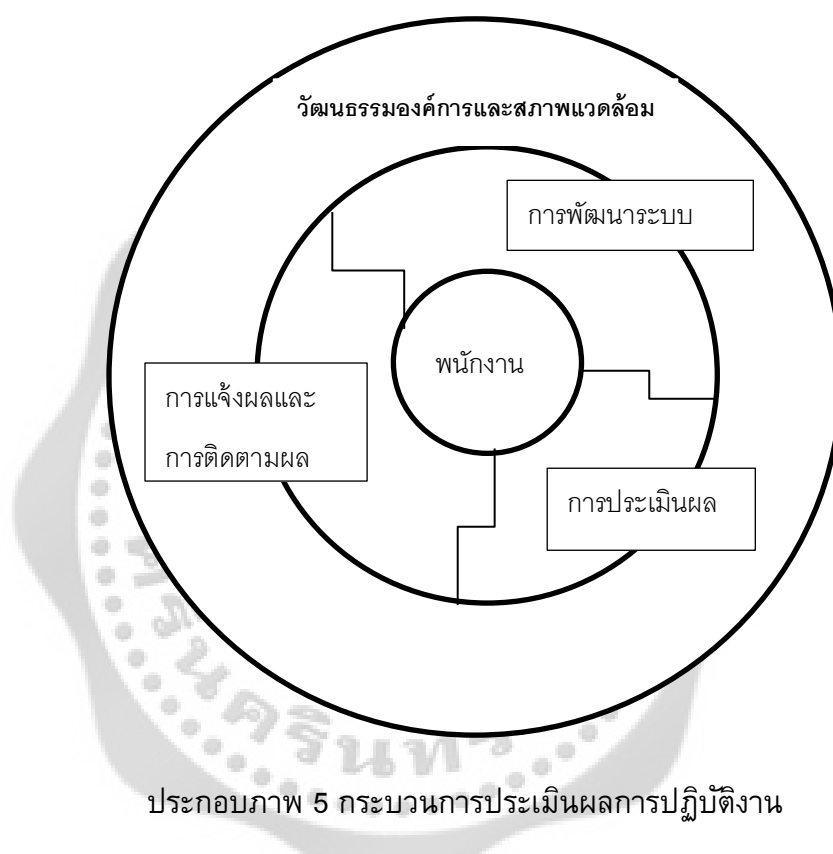 วัฒนธรรมองค์การและสภาพแวดล้อม
การพัฒนาระบบ
พนักงาน
การแจ้งผลและ
การติดตามผล
การประเมินผล
ประกอบภาพ 5 กระบวนการประเมินผลการปฏิบัติงาน